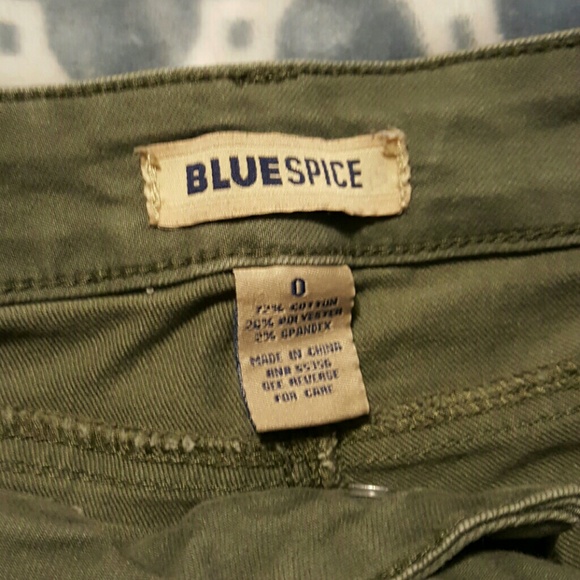 BLUESPICE
0
72% COTTON
26% POLYESTER
2% SPANDEX
MADE IN CHINA
RN# 55356
SEE REVERSE
FOR CARE